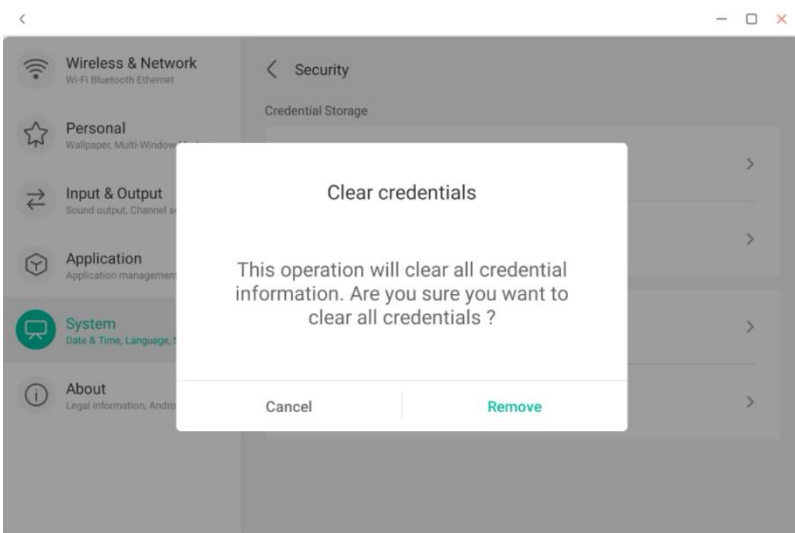 Wireless & Network
Wi-Fi Bluetooth Ethernet
Personal
Wallpaper, Multi-Window
Input & Output
Sound output, Channel
Application
Application management
System
Date & Time, Language,
About
Legal information,
Security
Credential Storage
Clear credentials
This operation will clear all credential
information. Are you sure you want to
clear all credentials ?
Cancel
Remove